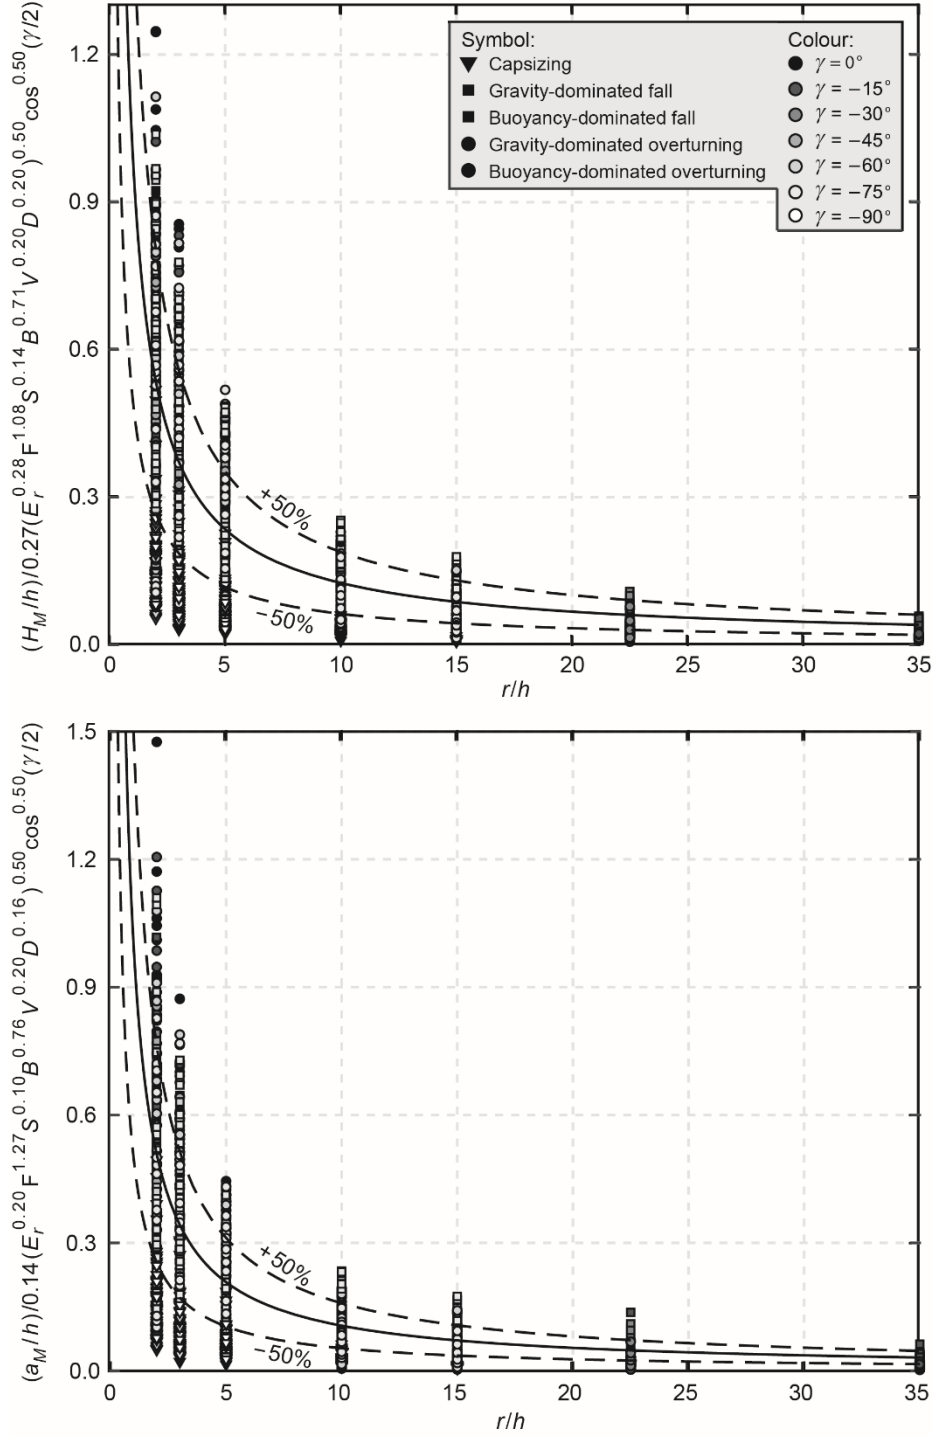 (H_M/h)/0.27(E_r^0.28 F^1.08 S^0.14 B^0.71 V^0.20 D^0.20)^0.50 cos^0.50(γ/2)
1.2
0.9
0.6
0.3
0.0
Symbol:
Capsizing
Gravity-dominated fall
Buoyancy-dominated fall
Gravity-dominated overturning
Buoyancy-dominated overturning
Colour:
γ = 0°
γ = −15°
γ = −30°
γ = −45°
γ = −60°
γ = −75°
γ = −90°
+50%
−50%
0 5 10 15 20 25 30 35
r/h
(a_M/h)/0.14(E_r^0.20 F^1.27 S^0.10 B^0.76 V^0.20 D^0.16)^0.50 cos^0.50(γ/2)
1.5
1.2
0.9
0.6
0.3
0.0
+50%
−50%
0 5 10 15 20 25 30 35
r/h